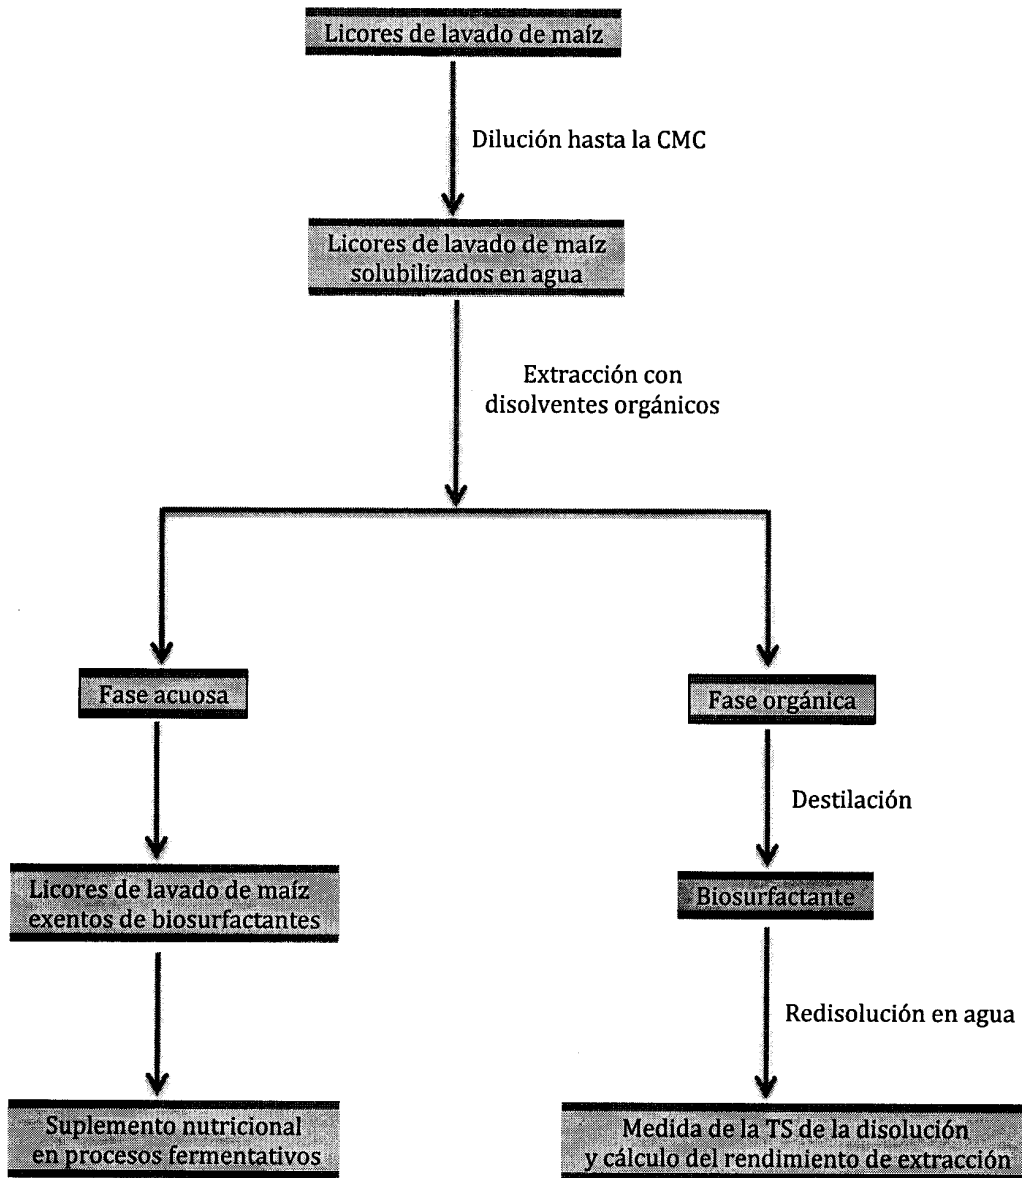 Licores de lavado de maíz
Dilución hasta la CMC
Licores de lavado de maíz
solubilizados en agua
Extracción con
disolventes orgánicos
Fase acuosa
Fase orgánica
Destilación
Licores de lavado de maíz
exentos de biosurfactantes
Biosurfactante
Redisolución en agua
Suplemento nutricional
en procesos fermentativos
Medida de la TS de la disolución
y cálculo del rendimiento de extracción